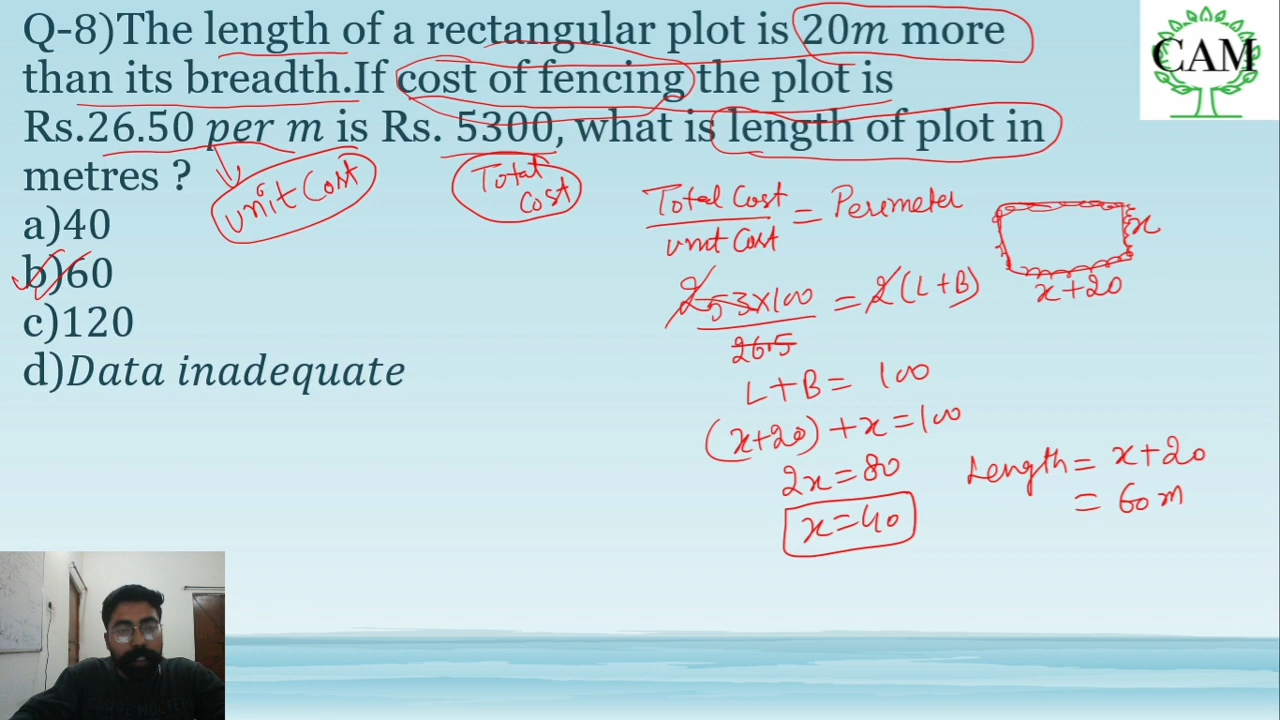 Q-8)The length of a rectangular plot is 20m more
than its breadth.If cost of fencing the plot is
Rs.26.50 per m is Rs. 5300, what is length of plot in
metres ?
a)40
b)60
c)120
d)Data inadequate
CAM
unit Cost
Total
Cost
Total Cost
unit Cost
= Perimeter
x
x+20
2
53x100
26.5
= 2(L+B)
L+B= 100
(x+20)+x=100
2x=80
x=40
Length= x+20
= 60 m